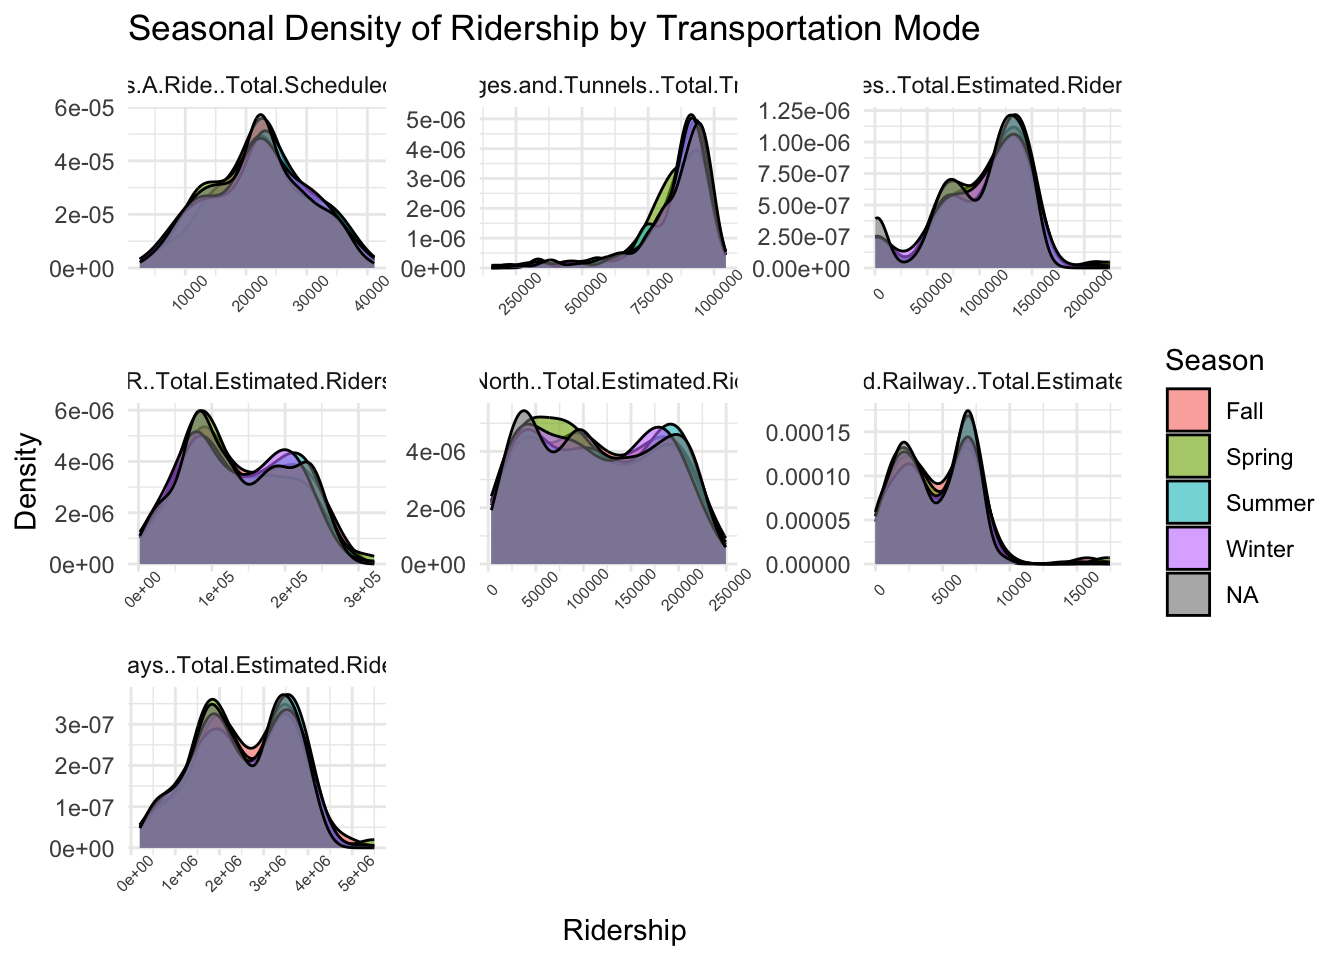 Seasonal Density of Ridership by Transportation Mode
s.A.Ride..Total.Scheduled
ges.and.Tunnels..Total.Tr
es..Total.Estimated.Rider
6e-05
4e-05
2e-05
0e+00
10000
20000
30000
40000
5e-06
4e-06
3e-06
2e-06
1e-06
0e+00
250000
500000
750000
1000000
1.25e-06
1.00e-06
7.50e-07
5.00e-07
2.50e-07
0.00e+00
0
500000
1000000
1500000
2000000
R..Total.Estimated.Riders
North..Total.Estimated.Rid
d.Railway..Total.Estimate
6e-06
4e-06
2e-06
0e+00
0e+00
1e+05
2e+05
3e+05
4e-06
2e-06
0e+00
0
50000
100000
150000
200000
250000
0.00015
0.00010
0.00005
0.00000
0
5000
10000
15000
ays..Total.Estimated.Ride
3e-07
2e-07
1e-07
0e+00
0e+00
1e+06
2e+06
3e+06
4e+06
5e+06
Density
Ridership
Season
Fall
Spring
Summer
Winter
NA